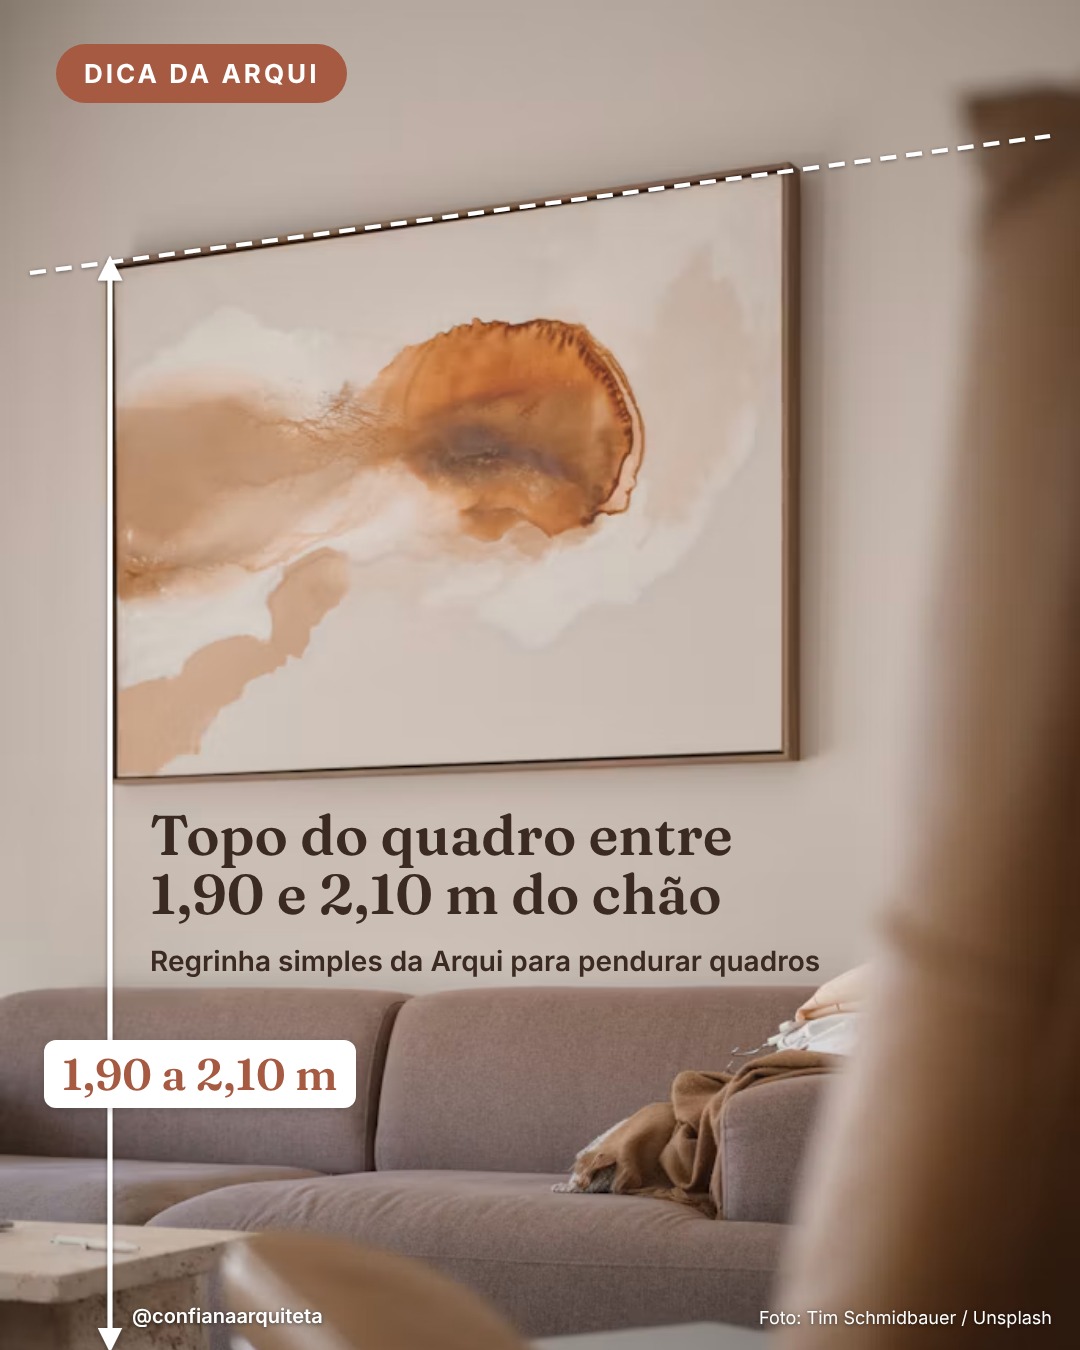 DICA DA ARQUI
Topo do quadro entre
1,90 e 2,10 m do chão
Regrinha simples da Arqui para pendurar quadros
1,90 a 2,10 m
@confianaarquiteta
Foto: Tim Schmidbauer / Unsplash